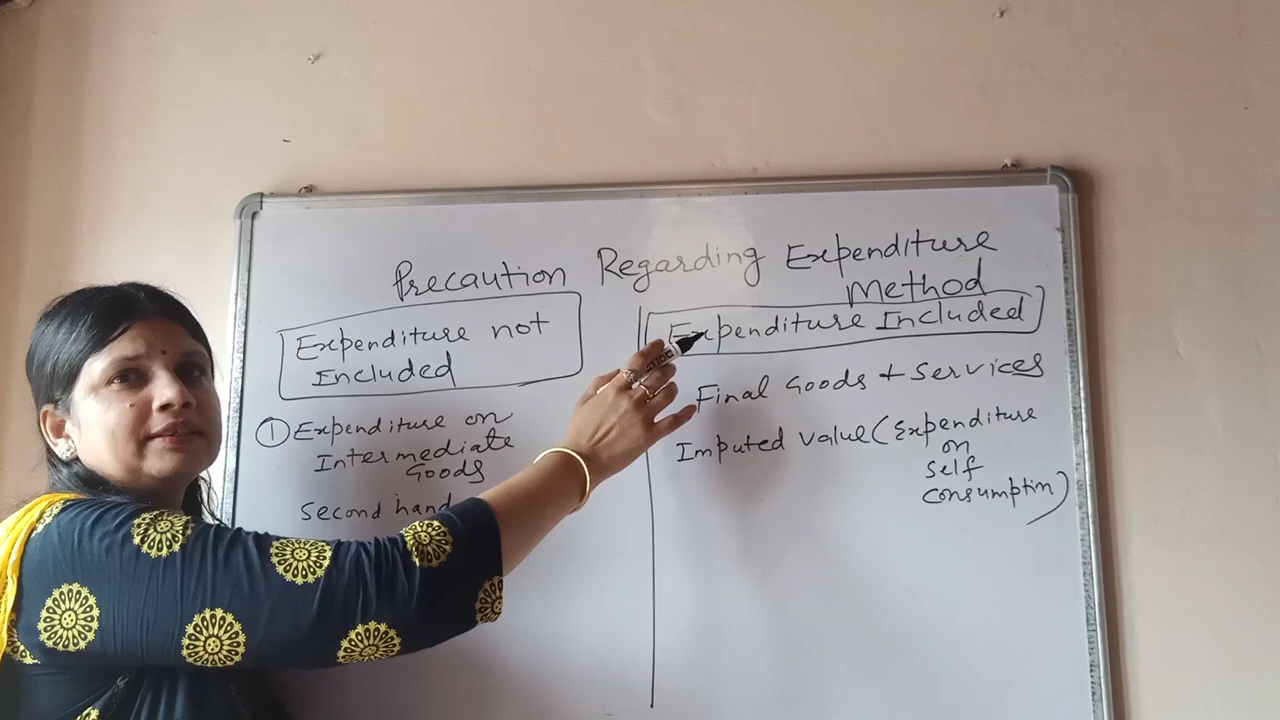 Precaution Regarding Expenditure
Method
Expenditure not
Included
① Expenditure on
Intermediate
Goods
Second hand
Expenditure Included
Final Goods + Services
Imputed value (Expenditure
on
Self
consumptin)